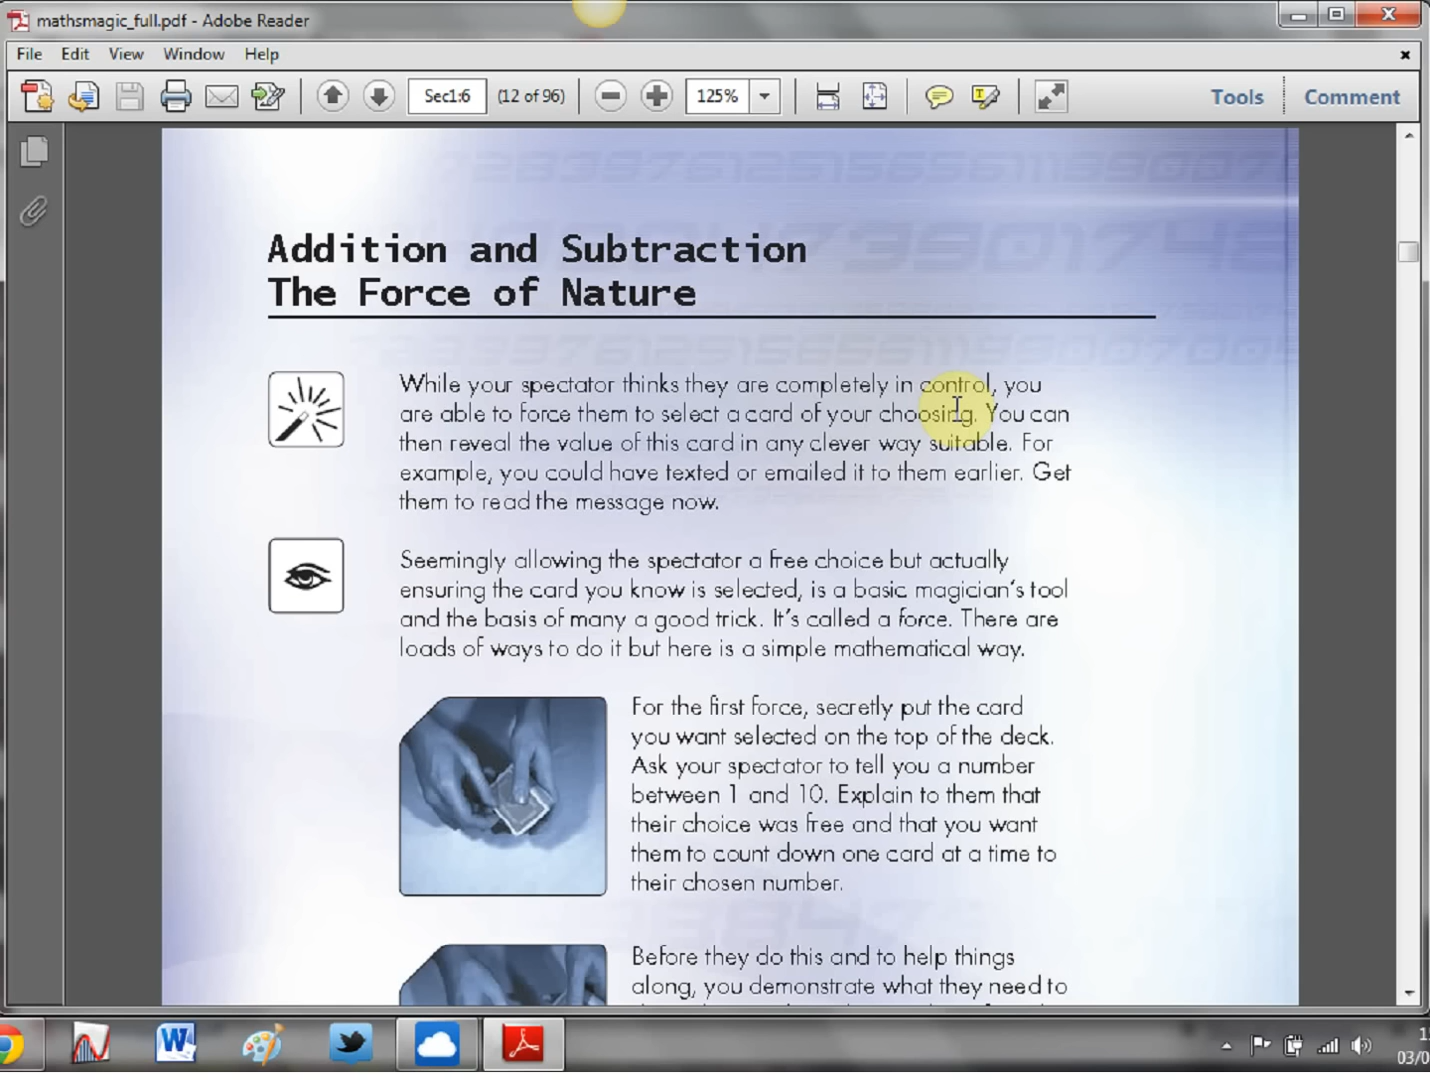 mathsmagic_full.pdf - Adobe Reader
File Edit View Window Help
Sec1:6 (12 of 96) 125% Tools Comment
Addition and Subtraction
The Force of Nature
While your spectator thinks they are completely in control, you
are able to force them to select a card of your choosing. You can
then reveal the value of this card in any clever way suitable. For
example, you could have texted or emailed it to them earlier. Get
them to read the message now.
Seemingly allowing the spectator a free choice but actually
ensuring the card you know is selected, is a basic magician's tool
and the basis of many a good trick. It's called a force. There are
loads of ways to do it but here is a simple mathematical way.
For the first force, secretly put the card
you want selected on the top of the deck.
Ask your spectator to tell you a number
between 1 and 10. Explain to them that
their choice was free and that you want
them to count down one card at a time to
their chosen number.
Before they do this and to help things
along, you demonstrate what they need to